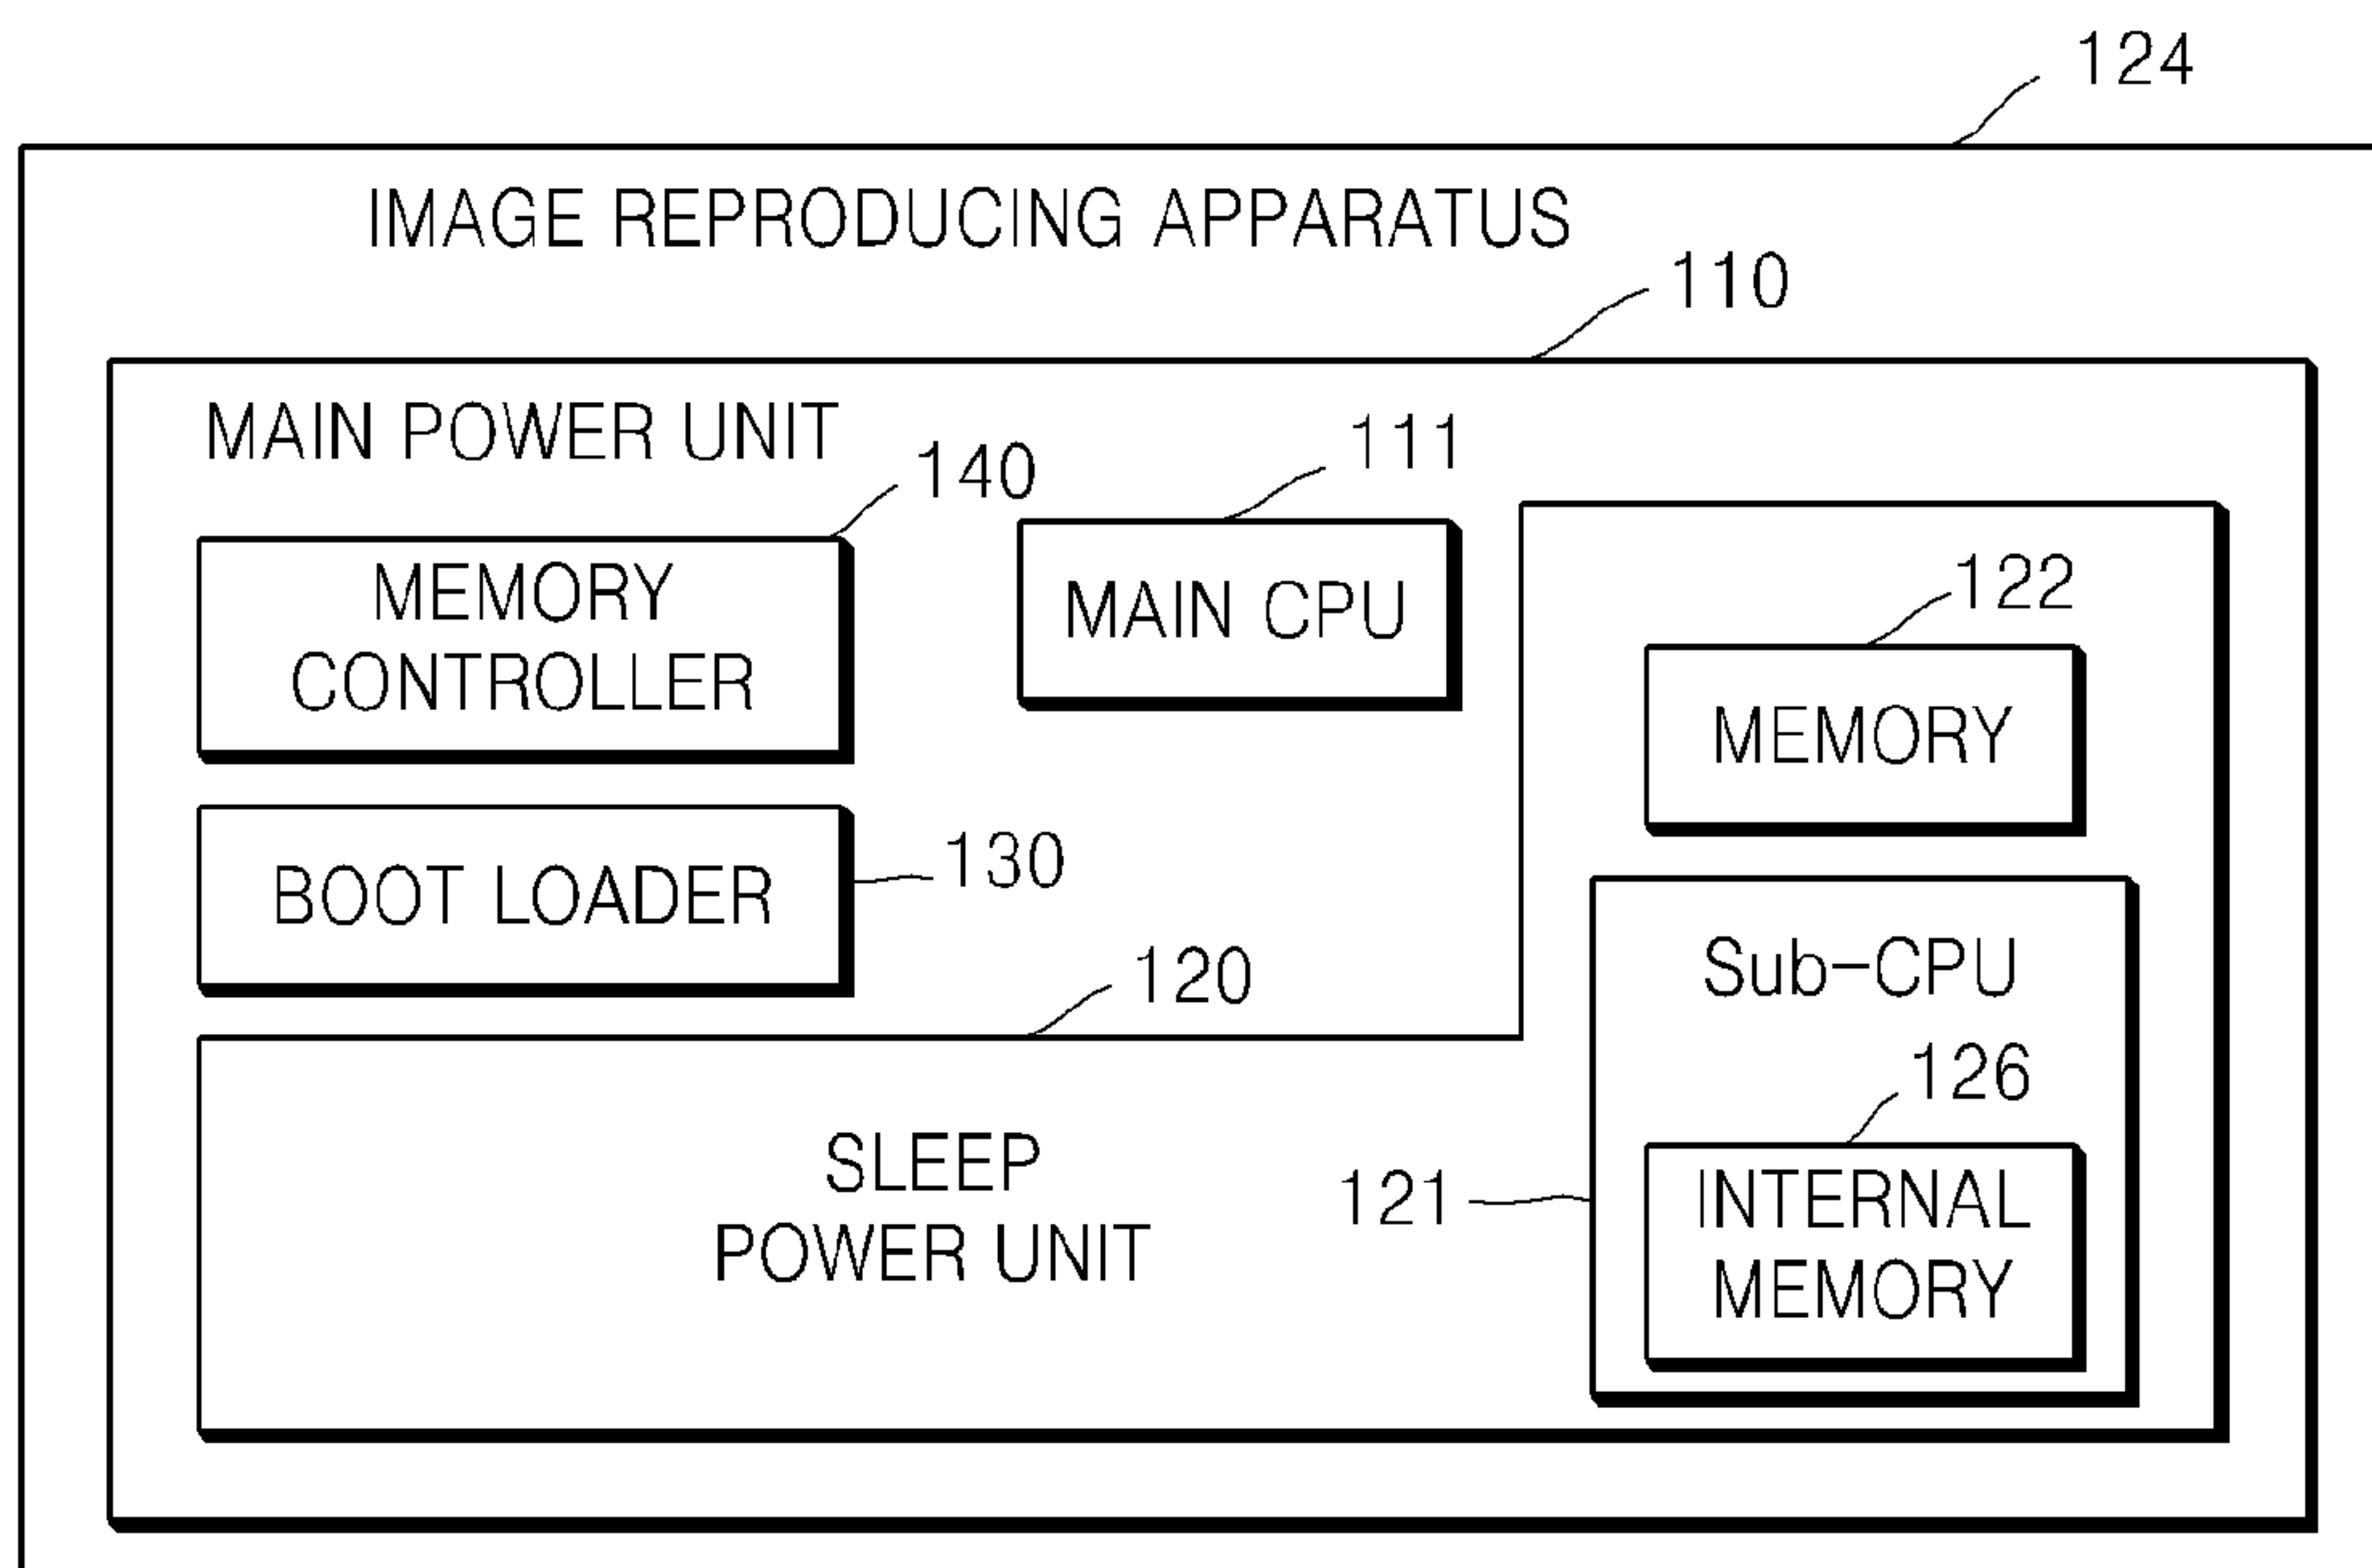 124
IMAGE REPRODUCING APPARATUS
110
MAIN POWER UNIT
140
111
MEMORY
CONTROLLER
MAIN CPU
122
MEMORY
BOOT LOADER
130
120
Sub-CPU
126
SLEEP
POWER UNIT
121
INTERNAL
MEMORY